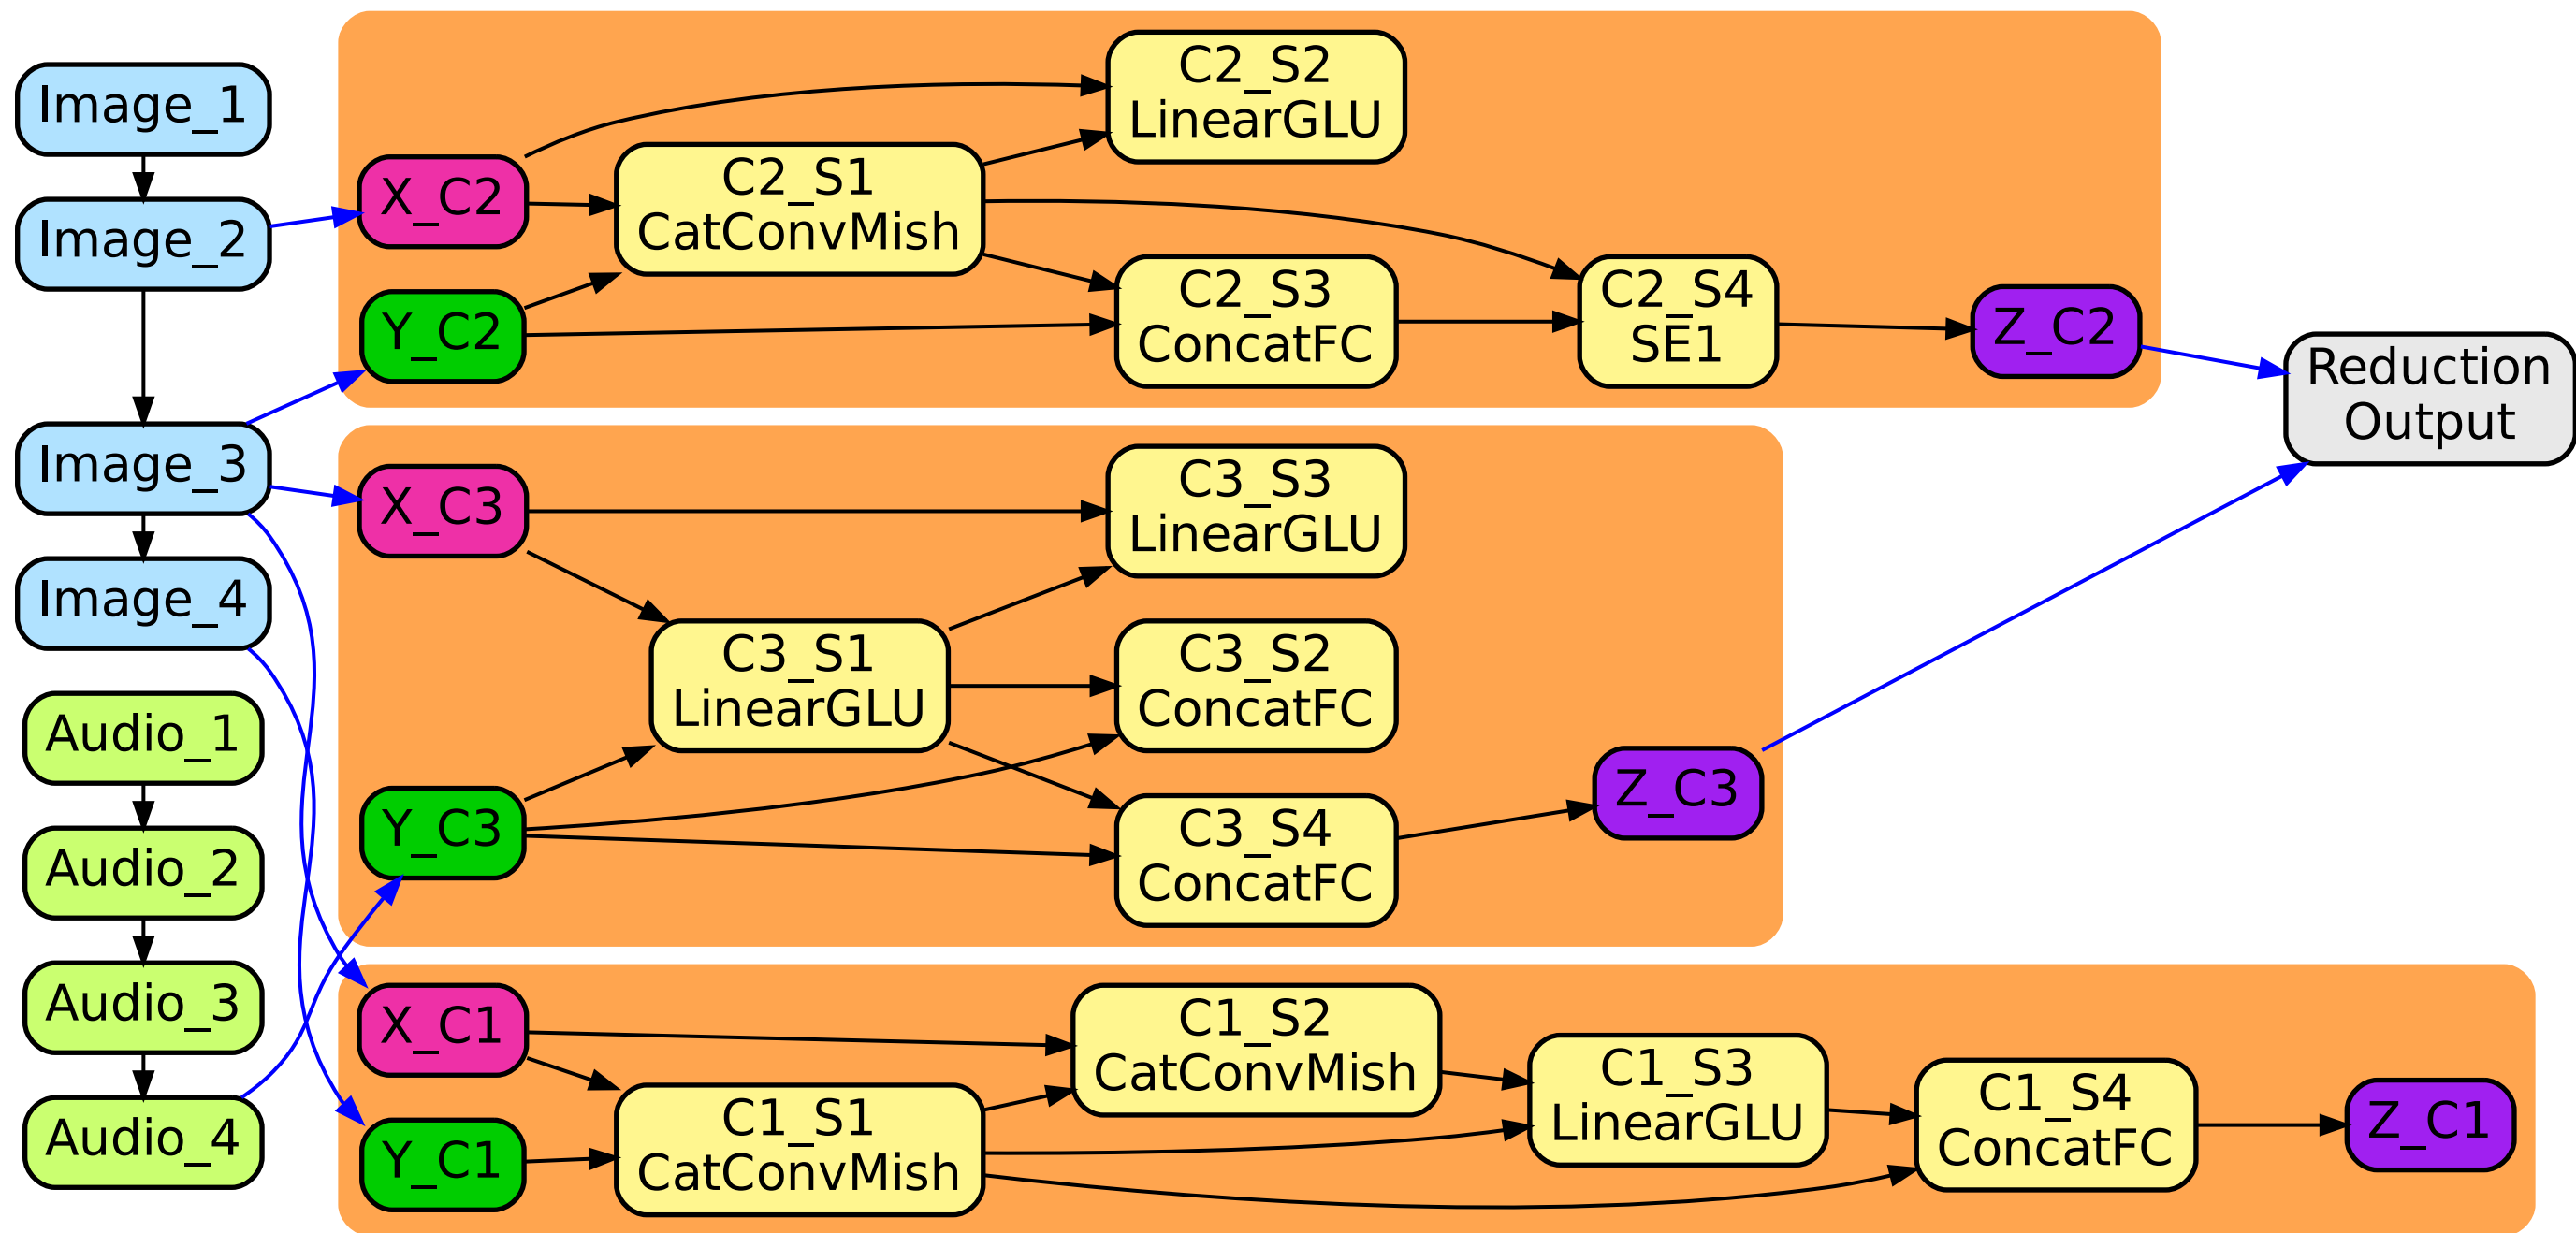 Image_1
Image_2
Image_3
Image_4
Audio_1
Audio_2
Audio_3
Audio_4
X_C2
Y_C2
C2_S1
CatConvMish
C2_S2
LinearGLU
C2_S3
ConcatFC
C2_S4
SE1
Z_C2
X_C3
Y_C3
C3_S1
LinearGLU
C3_S3
LinearGLU
C3_S2
ConcatFC
C3_S4
ConcatFC
Z_C3
X_C1
Y_C1
C1_S1
CatConvMish
C1_S2
CatConvMish
C1_S3
LinearGLU
C1_S4
ConcatFC
Z_C1
Reduction
Output